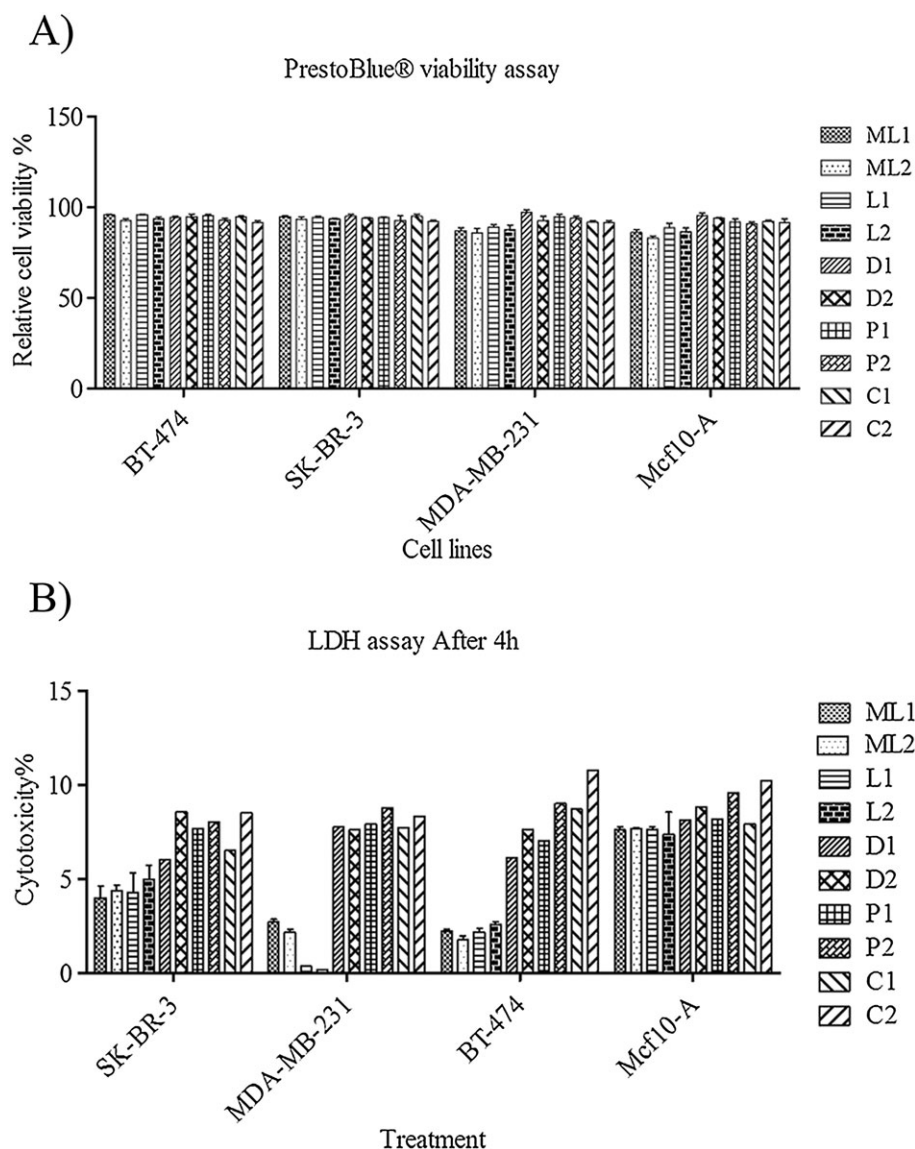 A)
PrestoBlue® viability assay
Relative cell viability %
150
100
50
0
BT-474
SK-BR-3
MDA-MB-231
Mcf10-A
Cell lines
ML1
ML2
L1
L2
D1
D2
P1
P2
C1
C2
B)
LDH assay After 4h
Cytotoxicity%
15
10
5
0
SK-BR-3
MDA-MB-231
BT-474
Mcf10-A
Treatment
ML1
ML2
L1
L2
D1
D2
P1
P2
C1
C2